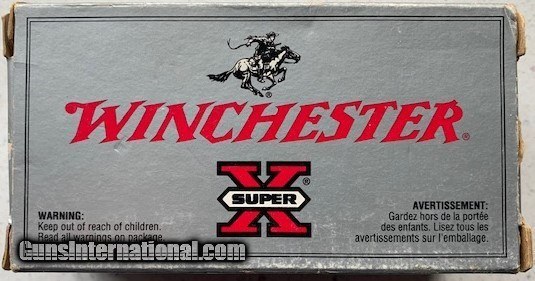 ®
WINCHESTER®
X®
SUPER
WARNING:
Keep out of reach of children.
Read all warnings on package.
AVERTISSEMENT:
Gardez hors de la portée
des enfants. Lisez tous les
avertissements sur l'emballage.
GunsInternational.com